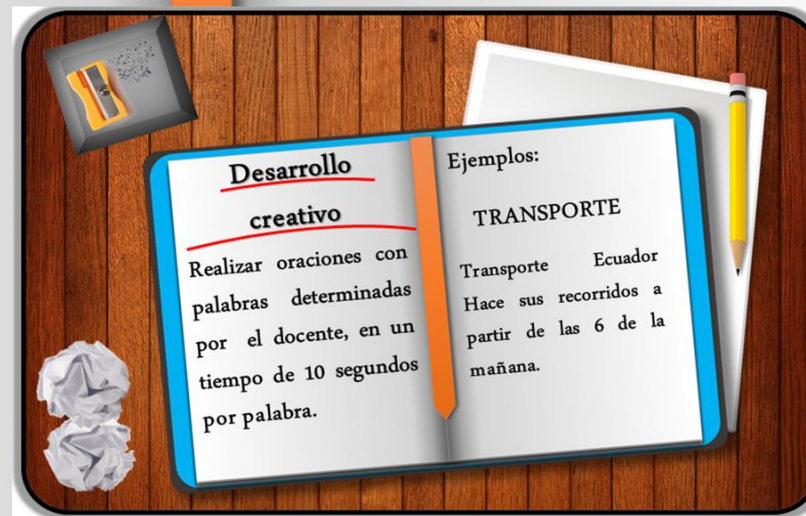 Desarrollo
creativo
Realizar oraciones con
palabras determinadas
por el docente, en un
tiempo de 10 segundos
por palabra.
Ejemplos:
TRANSPORTE
Transporte Ecuador
Hace sus recorridos a
partir de las 6 de la
mañana.